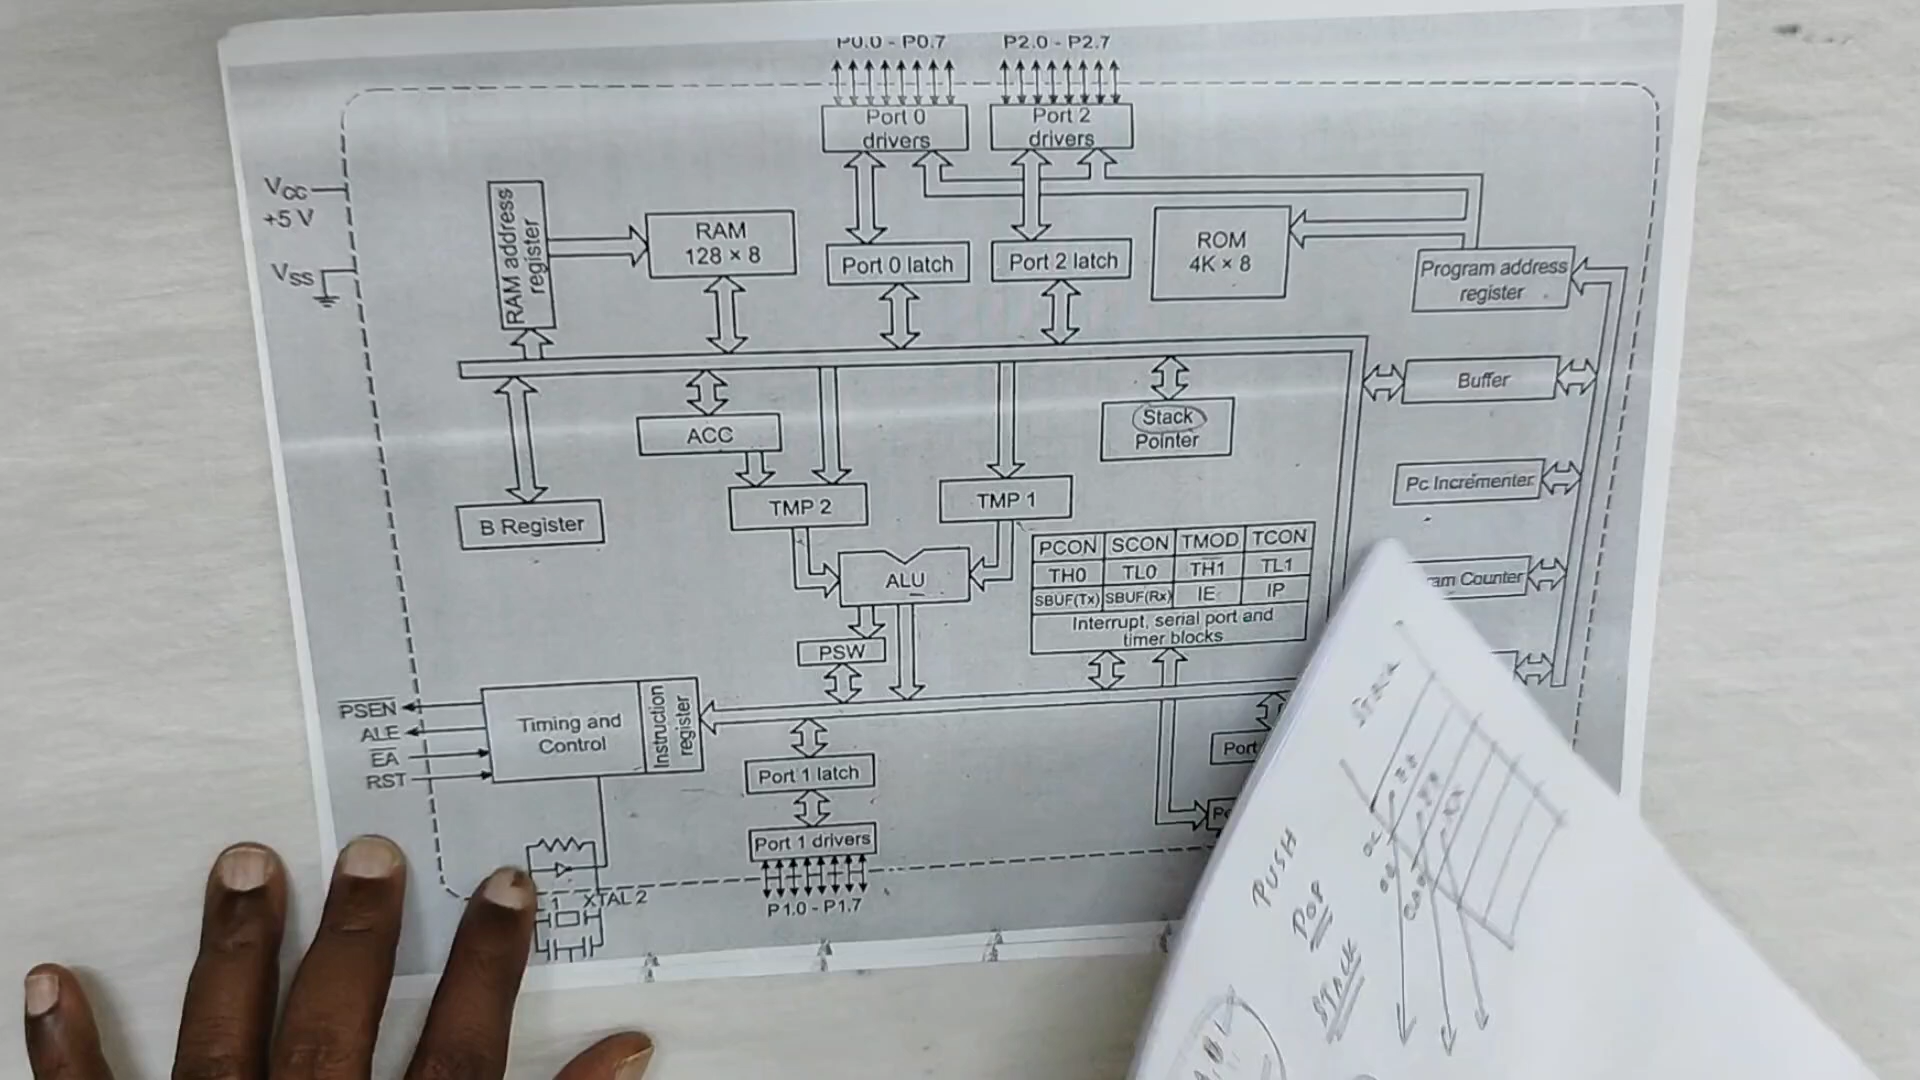 P0.0 - P0.7
P2.0 - P2.7
Port 0
drivers
Port 2
drivers
VCC
+5 V
VSS
RAM address
register
RAM
128 × 8
Port 0 latch
Port 2 latch
ROM
4K × 8
Program address
register
Buffer
ACC
Stack
Pointer
Pc Incrementer
B Register
TMP 2
TMP 1
ALU
PCON SCON TMOD TCON
TH0 TL0 TH1 TL1
SBUF(Tx) SBUF(Rx) IE IP
Interrupt, serial port and
timer blocks
Counter
PSW
PSEN
ALE
EA
RST
Timing and
Control
Instruction
register
Port 1 latch
Port
Port 1 drivers
XTAL 2
P1.0 - P1.7
STACK
PUSH
POP
STACK